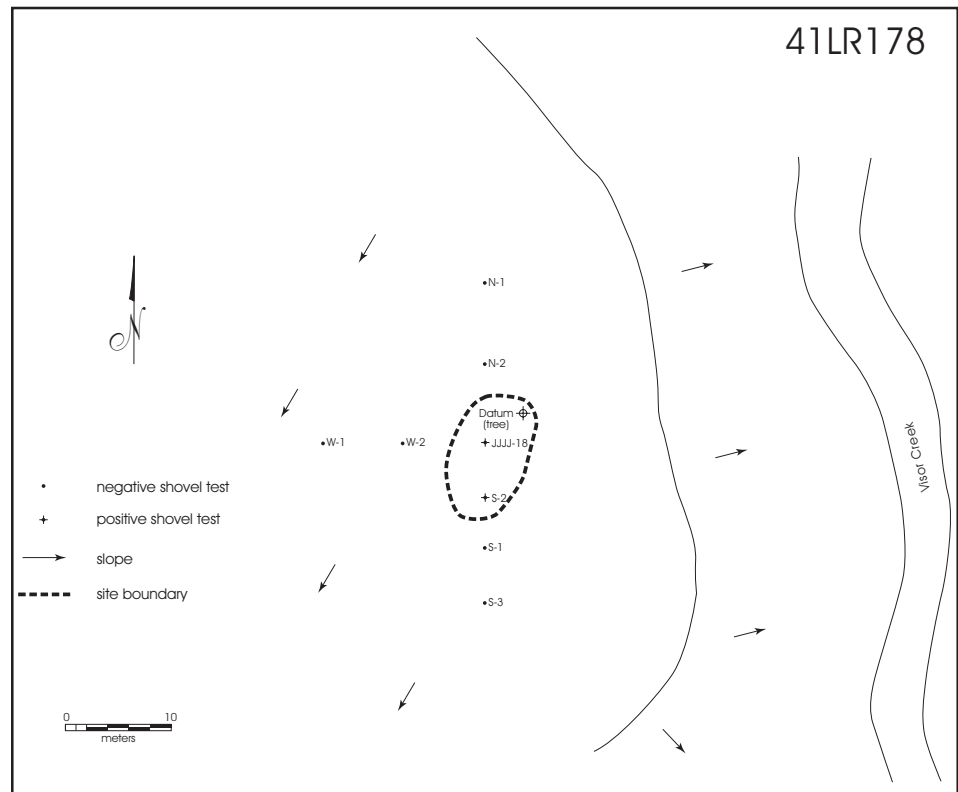 41LR178
N-1
N
N-2
Datum
(tree)
W-1
W-2
JJJJ-18
Visor Creek
negative shovel test
S-2
positive shovel test
S-1
slope
site boundary
S-3
0 10
meters